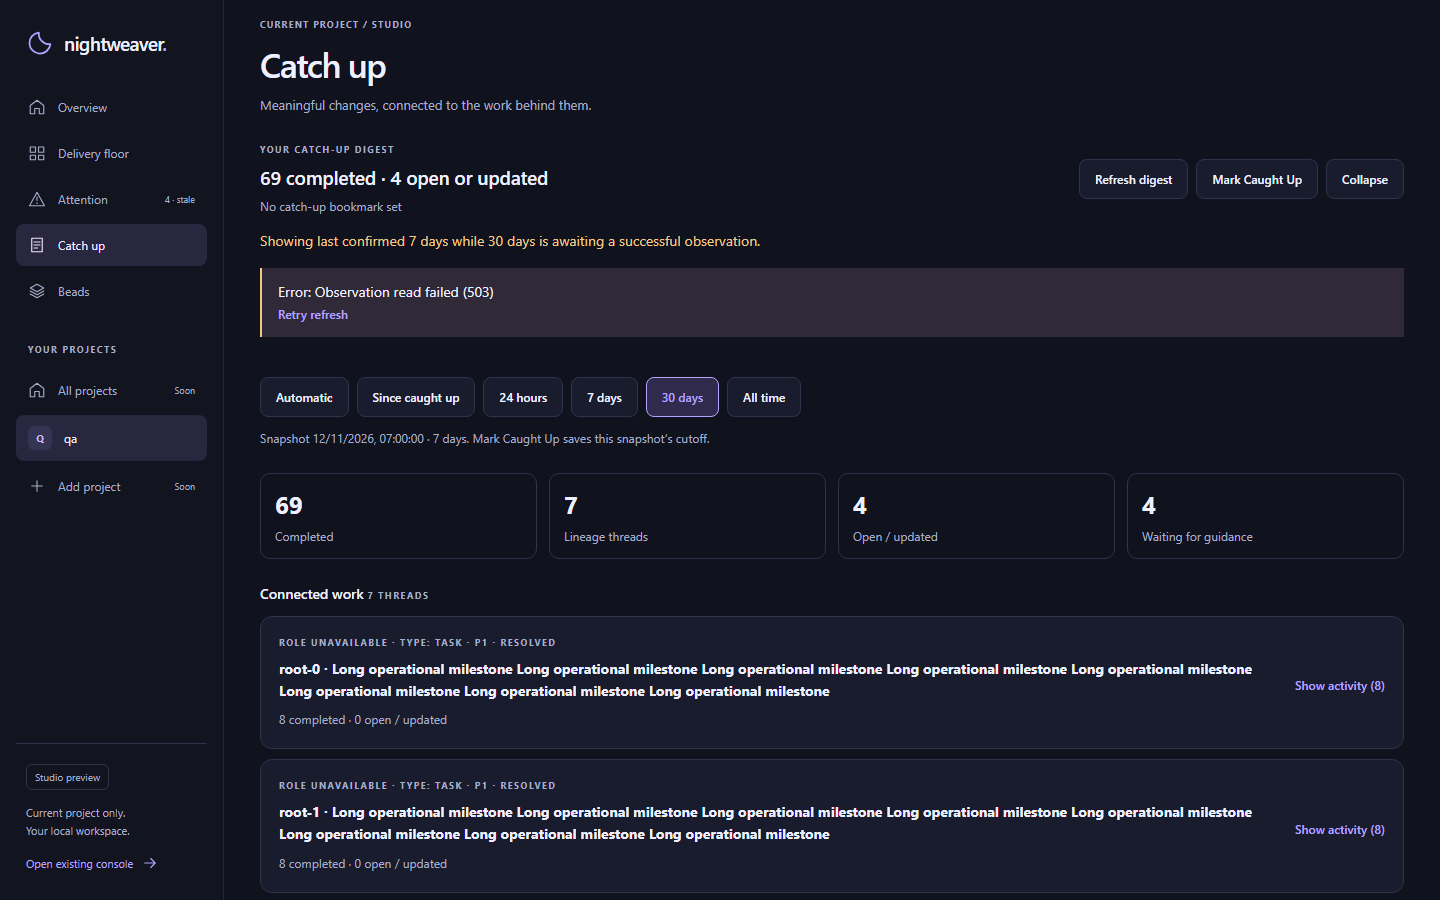 nightweaver.
Overview
Delivery floor
Attention
4 · stale
Catch up
Beads
YOUR PROJECTS
All projects
Soon
Q
qa
Add project
Soon
Studio preview
Current project only.
Your local workspace.
Open existing console
CURRENT PROJECT / STUDIO
Catch up
Meaningful changes, connected to the work behind them.
YOUR CATCH-UP DIGEST
69 completed · 4 open or updated
No catch-up bookmark set
Refresh digest
Mark Caught Up
Collapse
Showing last confirmed 7 days while 30 days is awaiting a successful observation.
Error: Observation read failed (503)
Retry refresh
Automatic
Since caught up
24 hours
7 days
30 days
All time
Snapshot 12/11/2026, 07:00:00 · 7 days. Mark Caught Up saves this snapshot's cutoff.
69
Completed
7
Lineage threads
4
Open / updated
4
Waiting for guidance
Connected work 7 THREADS
ROLE UNAVAILABLE · TYPE: TASK · P1 · RESOLVED
root-0 · Long operational milestone Long operational milestone Long operational milestone Long operational milestone Long operational milestone
Long operational milestone Long operational milestone Long operational milestone
8 completed · 0 open / updated
Show activity (8)
ROLE UNAVAILABLE · TYPE: TASK · P1 · RESOLVED
root-1 · Long operational milestone Long operational milestone Long operational milestone Long operational milestone Long operational milestone
Long operational milestone Long operational milestone Long operational milestone
8 completed · 0 open / updated
Show activity (8)